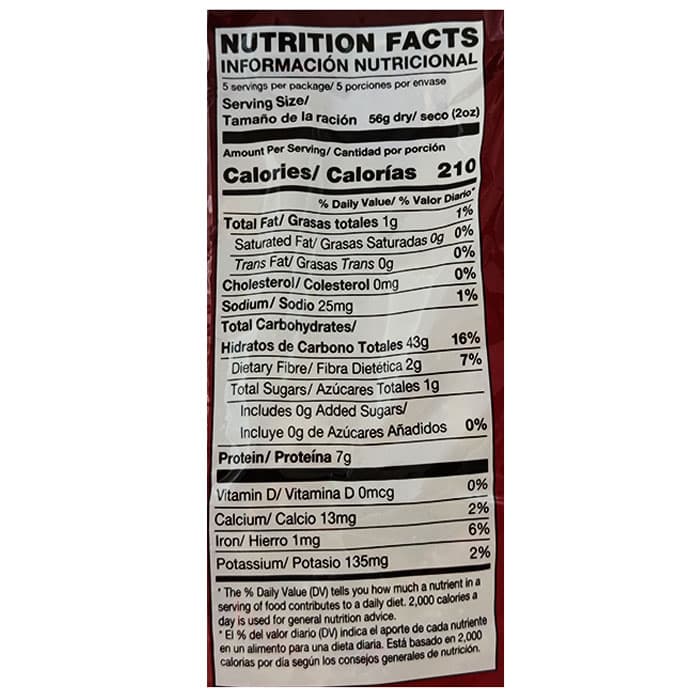 NUTRITION FACTS
INFORMACIÓN NUTRICIONAL
5 servings per package/ 5 porciones por envase
Serving Size/
Tamaño de la ración 56g dry/ seco (2oz)
Amount Per Serving/ Cantidad por porción
Calories/ Calorías 210
% Daily Value/ % Valor Diario*
Total Fat/ Grasas totales 1g 1%
Saturated Fat/ Grasas Saturadas 0g 0%
Trans Fat/ Grasas Trans 0g 0%
Cholesterol/ Colesterol 0mg 0%
Sodium/ Sodio 25mg 1%
Total Carbohydrates/
Hidratos de Carbono Totales 43g 16%
Dietary Fibre/ Fibra Dietética 2g 7%
Total Sugars/ Azúcares Totales 1g
Includes 0g Added Sugars/
Incluye 0g de Azúcares Añadidos 0%
Protein/ Proteína 7g
Vitamin D/ Vitamina D 0mcg 0%
Calcium/ Calcio 13mg 2%
Iron/ Hierro 1mg 6%
Potassium/ Potasio 135mg 2%
* The % Daily Value (DV) tells you how much a nutrient in a
serving of food contributes to a daily diet. 2,000 calories a
day is used for general nutrition advice.
* El % del valor diario (DV) indica el aporte de cada nutriente
en un alimento para una dieta diaria. Está basado en 2,000
calorías por día según los consejos generales de nutrición.